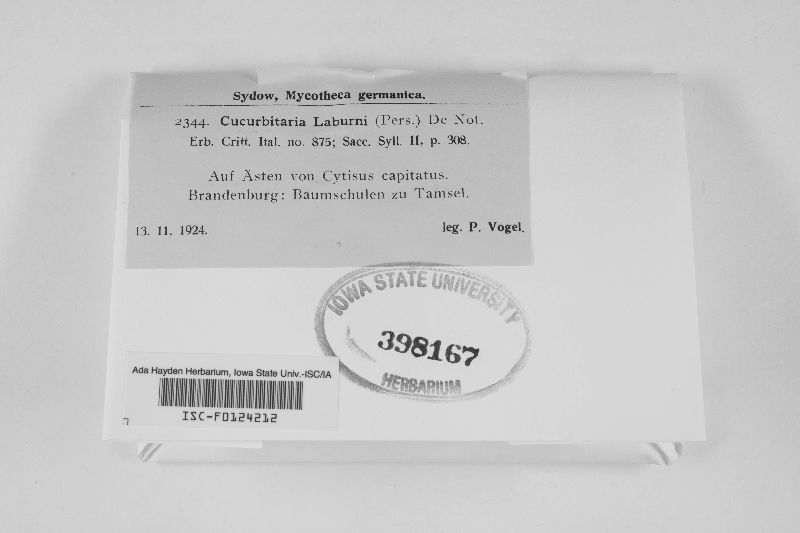 Sydow, Mycotheca germanica.
2344. Cucurbitaria Laburni (Pers.) De Not.
Erb. Critt. Ital. no. 875; Sacc. Syll. II, p. 308.
Auf Ästen von Cytisus capitatus.
Brandenburg: Baumschulen zu Tamsel.
13. 11. 1924. leg. P. Vogel.
IOWA STATE UNIVERSITY
398167
HERBARIUM
Ada Hayden Herbarium, Iowa State Univ.-ISC/IA
ISC-F0124212